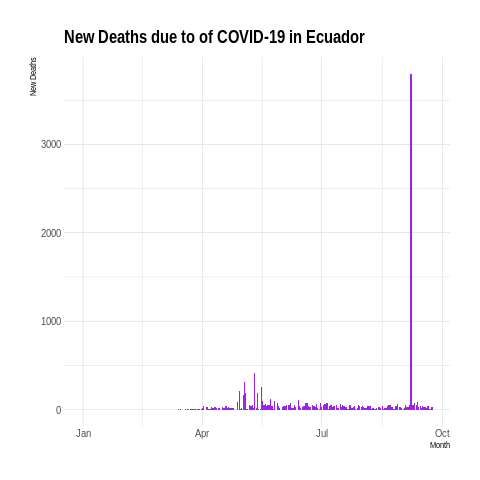 New Deaths due to of COVID-19 in Ecuador
New Deaths
3000
2000
1000
0
Jan Apr Jul Oct
Month